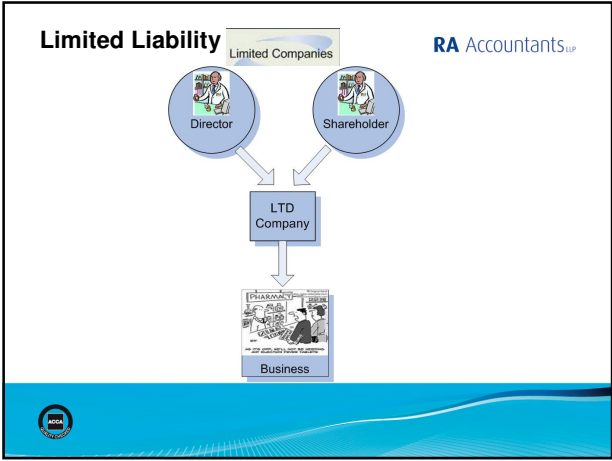 Limited Liability
Limited Companies
RA Accountants LLP
Director
Shareholder
LTD
Company
PHARMACY
Business
ACCA